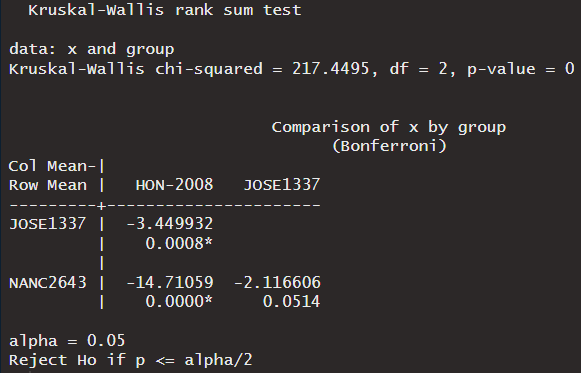 Kruskal-Wallis rank sum test
data: x and group
Kruskal-Wallis chi-squared = 217.4495, df = 2, p-value = 0
Comparison of x by group
(Bonferroni)
Col Mean-|
Row Mean |   HON-2008   JOSE1337
---------+----------------------
JOSE1337 |  -3.449932
|    0.0008*
|
NANC2643 |  -14.71059  -2.116606
|    0.0000*     0.0514
alpha = 0.05
Reject Ho if p <= alpha/2